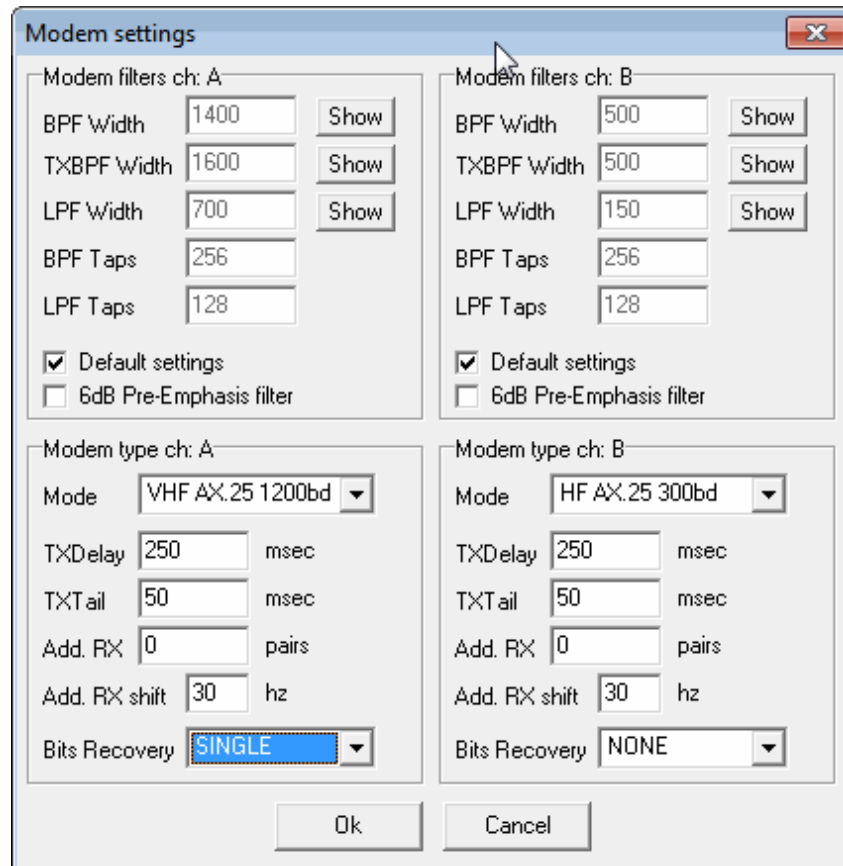 Modem settings
Modem filters ch: A
BPF Width 1400 Show
TXBPF Width 1600 Show
LPF Width 700 Show
BPF Taps 256
LPF Taps 128
Default settings
6dB Pre-Emphasis filter
Modem filters ch: B
BPF Width 500 Show
TXBPF Width 500 Show
LPF Width 150 Show
BPF Taps 256
LPF Taps 128
Default settings
6dB Pre-Emphasis filter
Modem type ch: A
Mode VHF AX.25 1200bd
TXDelay 250 msec
TXTail 50 msec
Add. RX 0 pairs
Add. RX shift 30 hz
Bits Recovery SINGLE
Modem type ch: B
Mode HF AX.25 300bd
TXDelay 250 msec
TXTail 50 msec
Add. RX 0 pairs
Add. RX shift 30 hz
Bits Recovery NONE
Ok Cancel